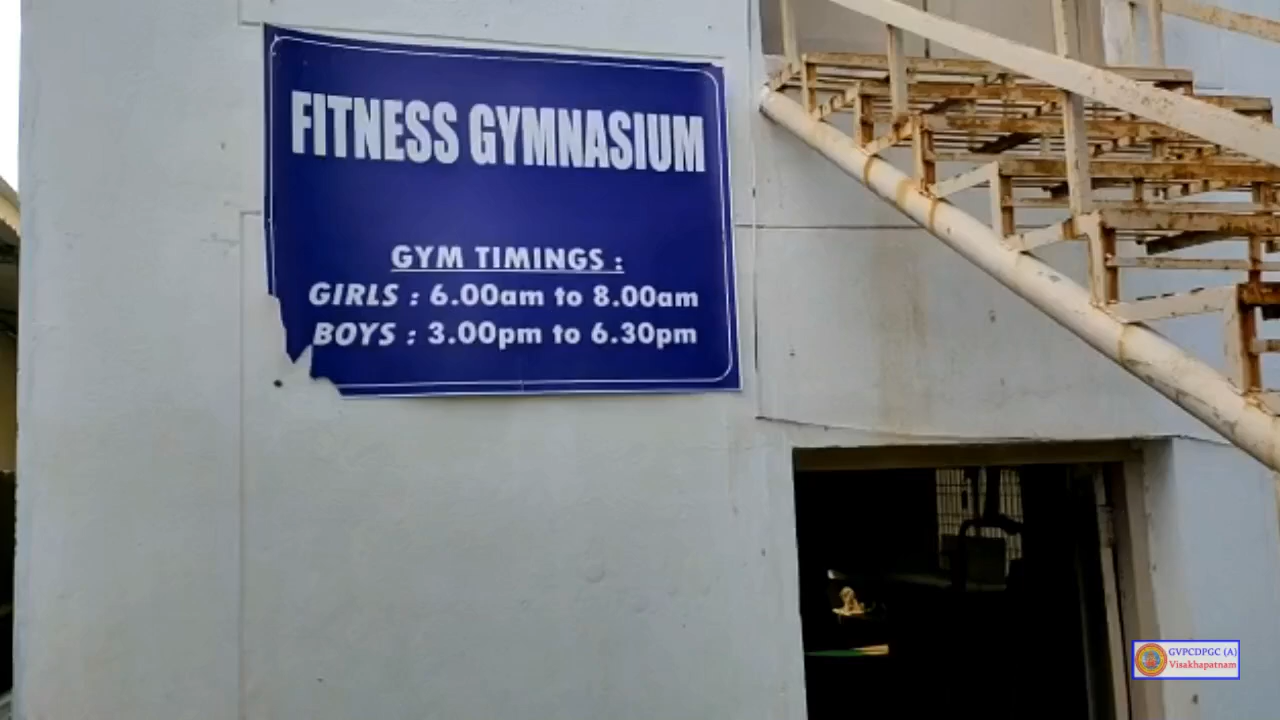 FITNESS GYMNASIUM
GYM TIMINGS :
GIRLS : 6.00am to 8.00am
BOYS : 3.00pm to 6.30pm
GVPCDPGC (A)
Visakhapatnam